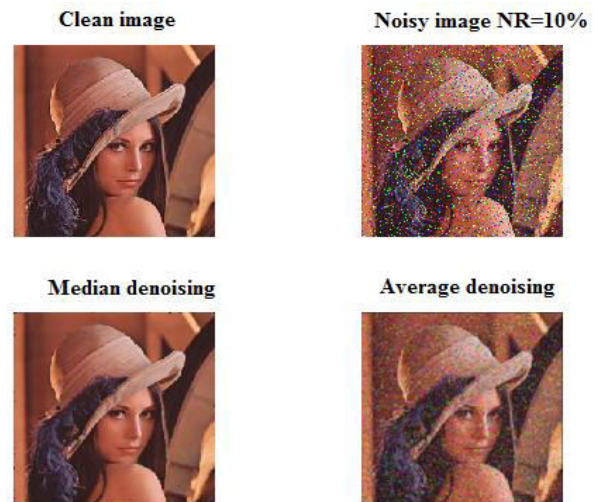 Clean image
Noisy image NR=10%
Median denoising
Average denoising